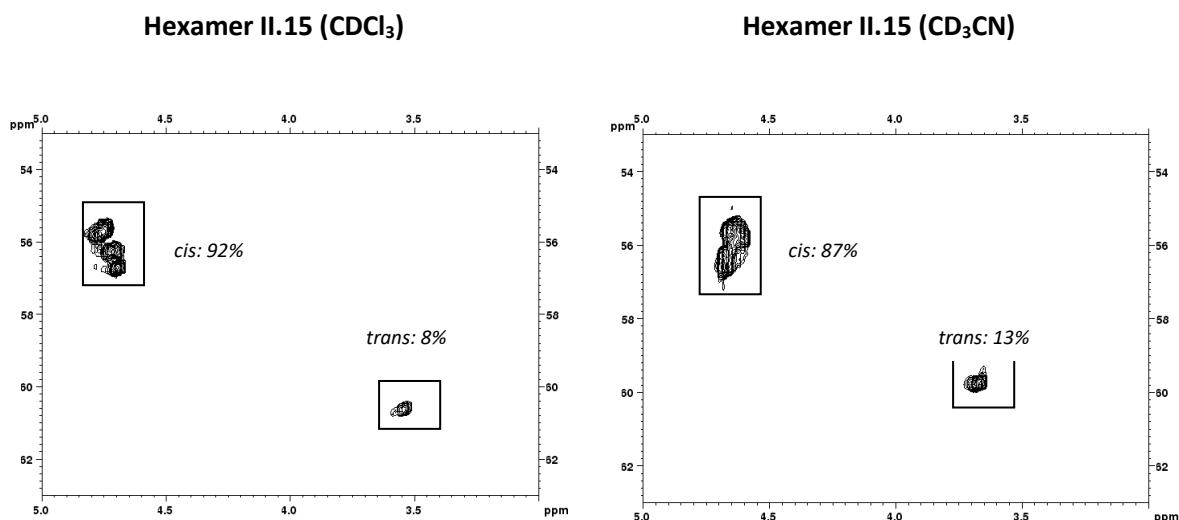 Hexamer II.15 (CDCl₃)
5.0 4.5 4.0 3.5
ppm
54 54
56 56
58 58
60 60
62 62
cis: 92%
trans: 8%
5.0 4.5 4.0 3.5 ppm
Hexamer II.15 (CD₃CN)
5.0 4.5 4.0 3.5
ppm
54 54
56 56
58 58
60 60
62 62
cis: 87%
trans: 13%
5.0 4.5 4.0 3.5 ppm